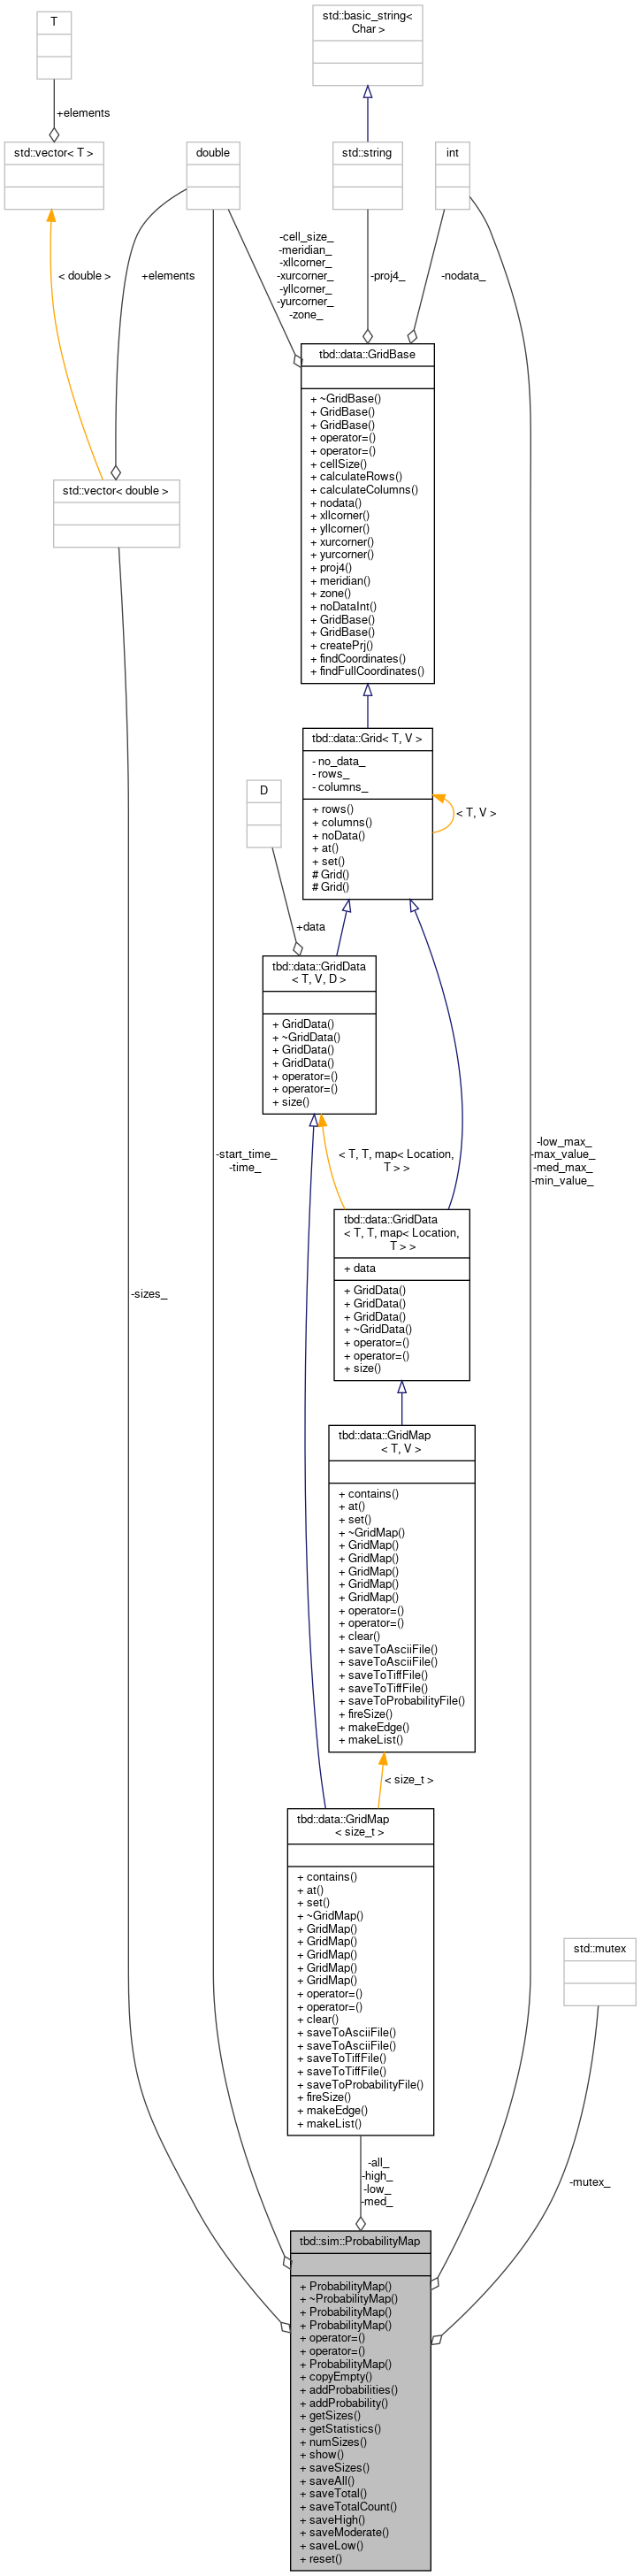 T
std::basic_string<
Char >
+elements
std::vector< T >
double
std::string
int
< double >
+elements
-cell_size_
-meridian_
-xllcorner_
-xurcorner_
-yllcorner_
-yurcorner_
-zone_
-proj4_
-nodata_
tbd::data::GridBase
+ ~GridBase()
+ GridBase()
+ GridBase()
+ operator=()
+ operator=()
+ cellSize()
+ calculateRows()
+ calculateColumns()
+ nodata()
+ xllcorner()
+ yllcorner()
+ xurcorner()
+ yurcorner()
+ proj4()
+ meridian()
+ zone()
+ noDataInt()
+ GridBase()
+ GridBase()
+ createPrj()
+ findCoordinates()
+ findFullCoordinates()
std::vector< double >
tbd::data::Grid< T, V >
- no_data_
- rows_
- columns_
+ rows()
+ columns()
+ noData()
+ at()
+ set()
# Grid()
# Grid()
< T, V >
D
+data
tbd::data::GridData
< T, V, D >
+ GridData()
+ ~GridData()
+ GridData()
+ GridData()
+ operator=()
+ operator=()
+ size()
-start_time_
-time_
< T, T, map< Location,
T > >
-low_max_
-max_value_
-med_max_
-min_value_
tbd::data::GridData
< T, T, map< Location,
T > >
+ data
+ GridData()
+ GridData()
+ GridData()
+ ~GridData()
+ operator=()
+ operator=()
+ size()
-sizes_
tbd::data::GridMap
< T, V >
+ contains()
+ at()
+ set()
+ ~GridMap()
+ GridMap()
+ GridMap()
+ GridMap()
+ GridMap()
+ GridMap()
+ operator=()
+ operator=()
+ clear()
+ saveToAsciiFile()
+ saveToAsciiFile()
+ saveToTiffFile()
+ saveToTiffFile()
+ saveToProbabilityFile()
+ fireSize()
+ makeEdge()
+ makeList()
< size_t >
tbd::data::GridMap
< size_t >
+ contains()
+ at()
+ set()
+ ~GridMap()
+ GridMap()
+ GridMap()
+ GridMap()
+ GridMap()
+ GridMap()
+ operator=()
+ operator=()
+ clear()
+ saveToAsciiFile()
+ saveToAsciiFile()
+ saveToTiffFile()
+ saveToTiffFile()
+ saveToProbabilityFile()
+ fireSize()
+ makeEdge()
+ makeList()
std::mutex
-all_
-high_
-low_
-med_
-mutex_
tbd::sim::ProbabilityMap
+ ProbabilityMap()
+ ~ProbabilityMap()
+ ProbabilityMap()
+ ProbabilityMap()
+ operator=()
+ operator=()
+ ProbabilityMap()
+ copyEmpty()
+ addProbabilities()
+ addProbability()
+ getSizes()
+ getStatistics()
+ numSizes()
+ show()
+ saveSizes()
+ saveAll()
+ saveTotal()
+ saveTotalCount()
+ saveHigh()
+ saveModerate()
+ saveLow()
+ reset()